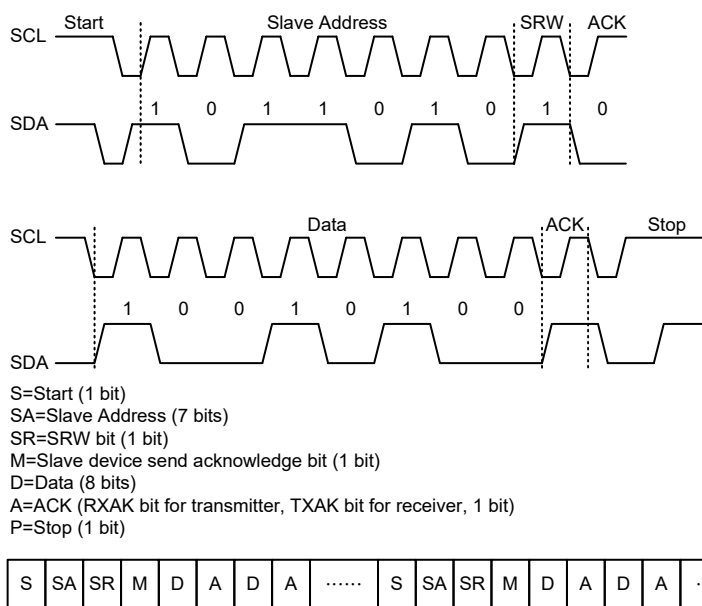 Start Slave Address SRW ACK
SCL
1 0 1 1 0 1 0 1 0
SDA
Data ACK Stop
SCL
1 0 0 1 0 1 0 0
SDA
S=Start (1 bit)
SA=Slave Address (7 bits)
SR=SRW bit (1 bit)
M=Slave device send acknowledge bit (1 bit)
D=Data (8 bits)
A=ACK (RXAK bit for transmitter, TXAK bit for receiver, 1 bit)
P=Stop (1 bit)
S SA SR M D A D A ...... S SA SR M D A D A